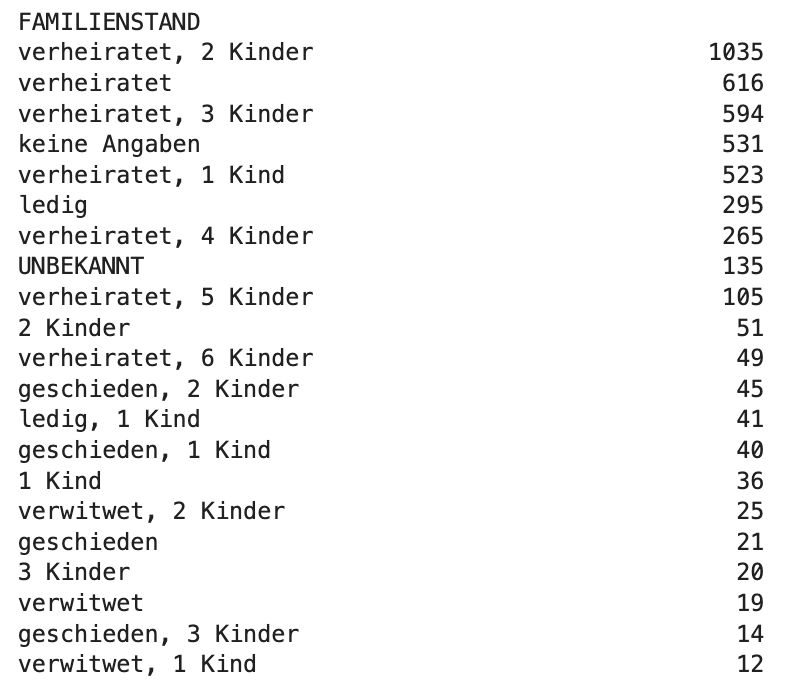 FAMILIENSTAND
verheiratet, 2 Kinder 1035
verheiratet 616
verheiratet, 3 Kinder 594
keine Angaben 531
verheiratet, 1 Kind 523
ledig 295
verheiratet, 4 Kinder 265
UNBEKANNT 135
verheiratet, 5 Kinder 105
2 Kinder 51
verheiratet, 6 Kinder 49
geschieden, 2 Kinder 45
ledig, 1 Kind 41
geschieden, 1 Kind 40
1 Kind 36
verwitwet, 2 Kinder 25
geschieden 21
3 Kinder 20
verwitwet 19
geschieden, 3 Kinder 14
verwitwet, 1 Kind 12